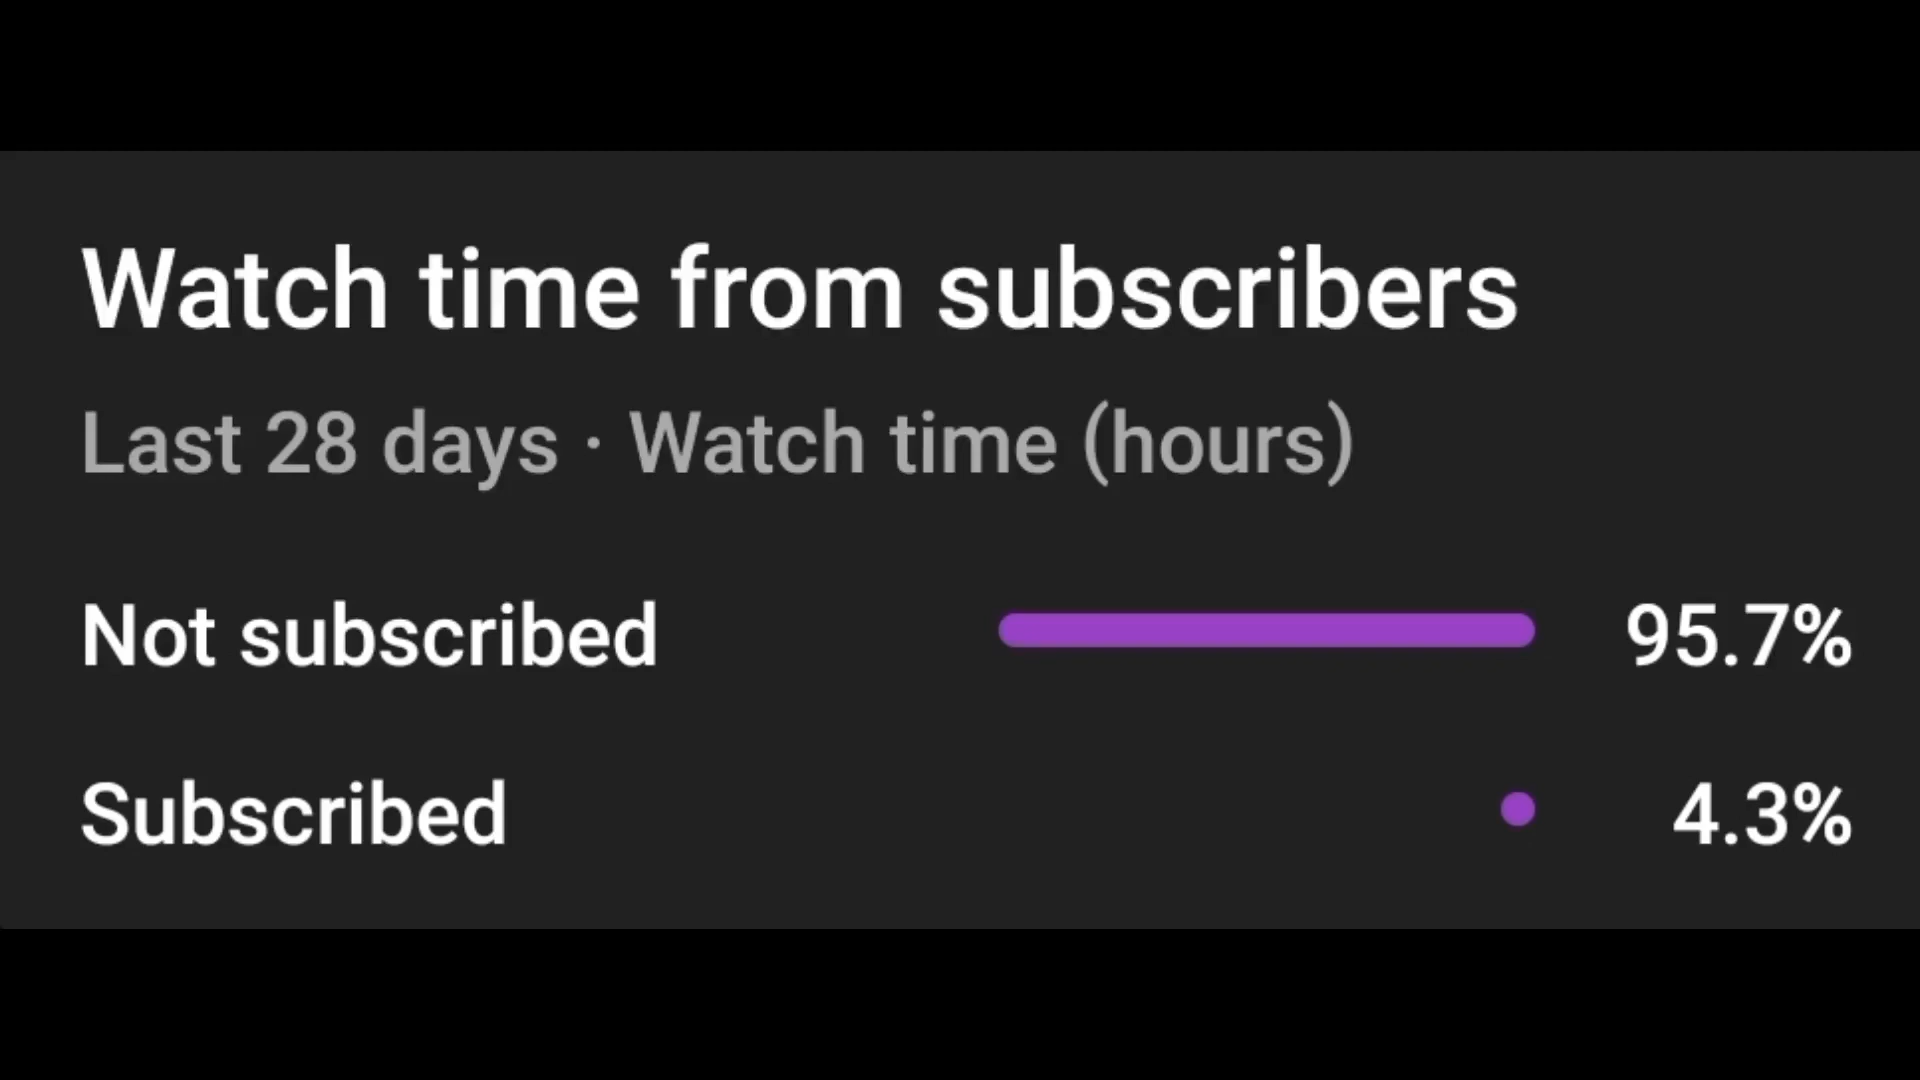 Watch time from subscribers
Last 28 days · Watch time (hours)
Not subscribed 95.7%
Subscribed 4.3%